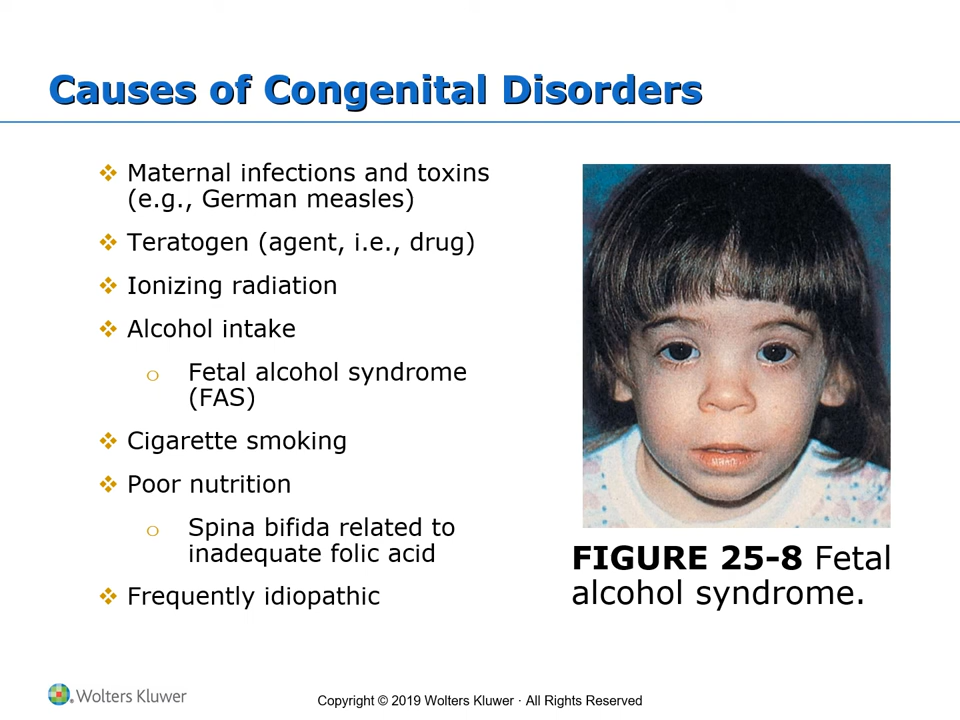 Causes of Congenital Disorders
Maternal infections and toxins
(e.g., German measles)
Teratogen (agent, i.e., drug)
Ionizing radiation
Alcohol intake
Fetal alcohol syndrome
(FAS)
Cigarette smoking
Poor nutrition
Spina bifida related to
inadequate folic acid
Frequently idiopathic
FIGURE 25-8 Fetal
alcohol syndrome.
Wolters Kluwer
Copyright © 2019 Wolters Kluwer · All Rights Reserved